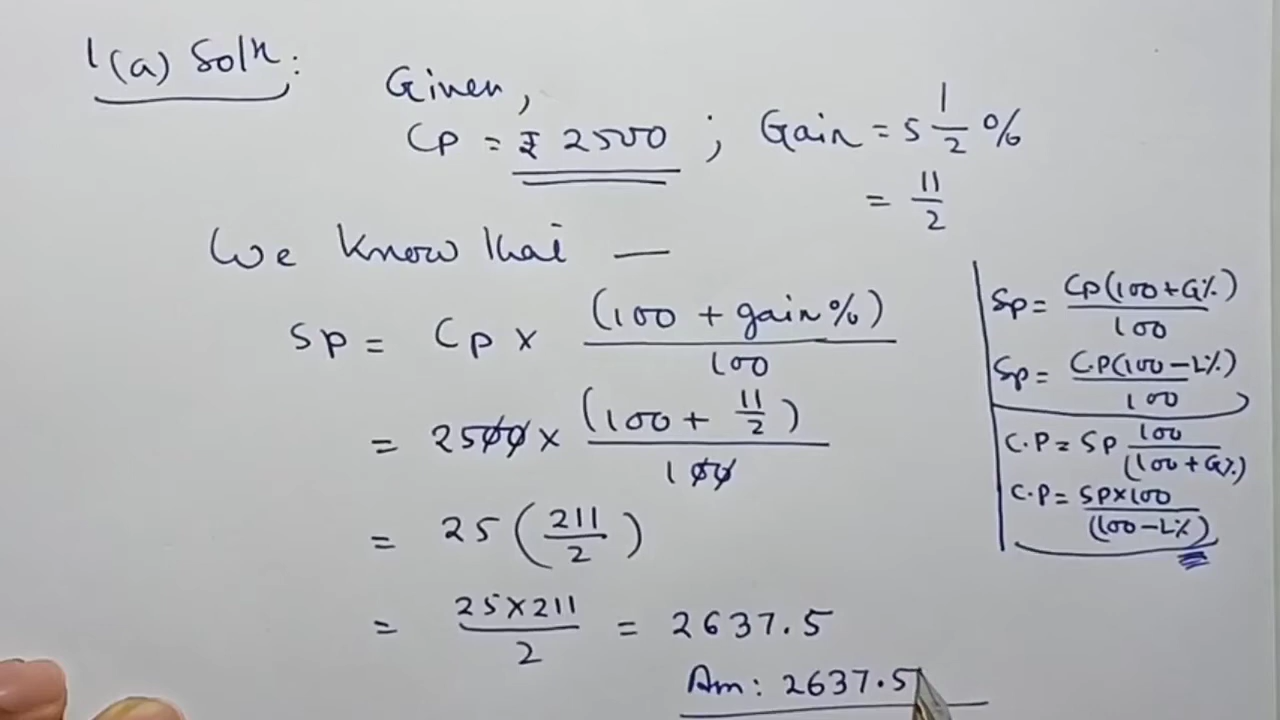 1(a) Soln:
Given,
CP = ₹ 2500 ; Gain = 5 1/2 %
= 11/2
We know that —
SP = CP × (100 + gain%)/100
= 2500 × (100 + 11/2)/100
= 25 (211/2)
= 25×211/2 = 2637.5
Ans: 2637.5
SP = CP(100+G%)/100
SP = C.P(100-L%)/100
C.P = SP 100/(100+G%)
C.P = SP×100/(100-L%)